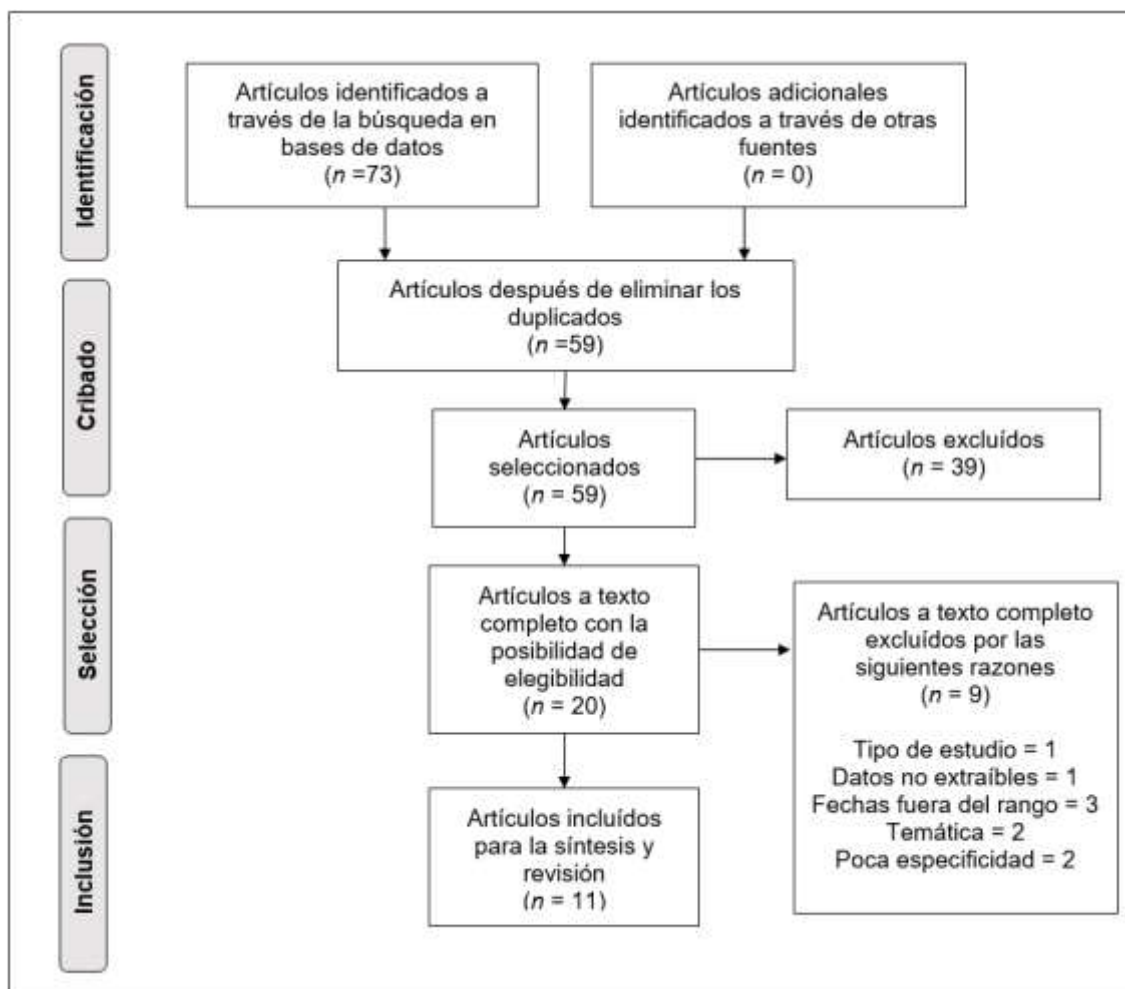 Identificación
Artículos identificados a
través de la búsqueda en
bases de datos
(n =73)
Artículos adicionales
identificados a través de otras
fuentes
(n = 0)
Cribado
Artículos después de eliminar los
duplicados
(n =59)
Artículos
seleccionados
(n = 59)
Artículos excluídos
(n = 39)
Selección
Artículos a texto
completo con la
posibilidad de
elegibilidad
(n = 20)
Artículos a texto completo
excluídos por las
siguientes razones
(n = 9)
Tipo de estudio = 1
Datos no extraíbles = 1
Fechas fuera del rango = 3
Temática = 2
Poca especificidad = 2
Inclusión
Artículos incluídos
para la síntesis y
revisión
(n = 11)